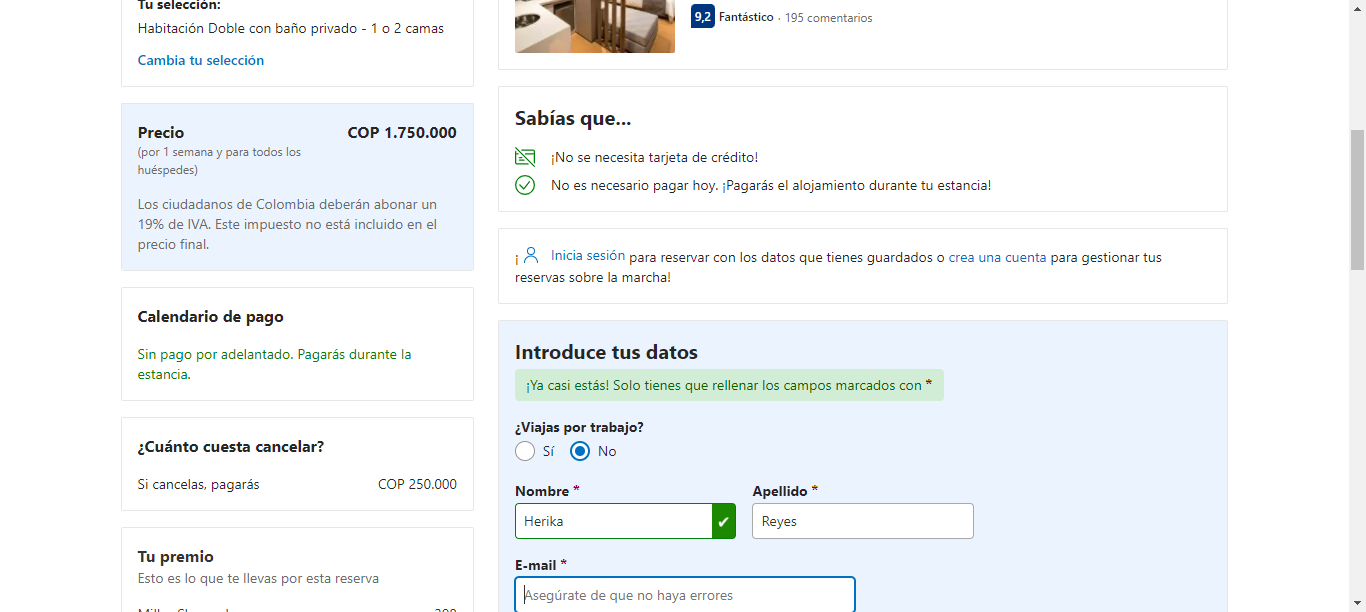 Tu selección:
Habitación Doble con baño privado - 1 o 2 camas
Cambia tu selección
Precio COP 1.750.000
(por 1 semana y para todos los
huéspedes)
Los ciudadanos de Colombia deberán abonar un
19% de IVA. Este impuesto no está incluido en el
precio final.
Calendario de pago
Sin pago por adelantado. Pagarás durante la
estancia.
¿Cuánto cuesta cancelar?
Si cancelas, pagarás COP 250.000
Tu premio
Esto es lo que te llevas por esta reserva
9,2 Fantástico · 195 comentarios
Sabías que...
¡No se necesita tarjeta de crédito!
No es necesario pagar hoy. ¡Pagarás el alojamiento durante tu estancia!
¡ Inicia sesión para reservar con los datos que tienes guardados o crea una cuenta para gestionar tus
reservas sobre la marcha!
Introduce tus datos
¡Ya casi estás! Solo tienes que rellenar los campos marcados con *
¿Viajas por trabajo?
Sí No
Nombre * Apellido *
Herika Reyes
E-mail *
Asegúrate de que no haya errores